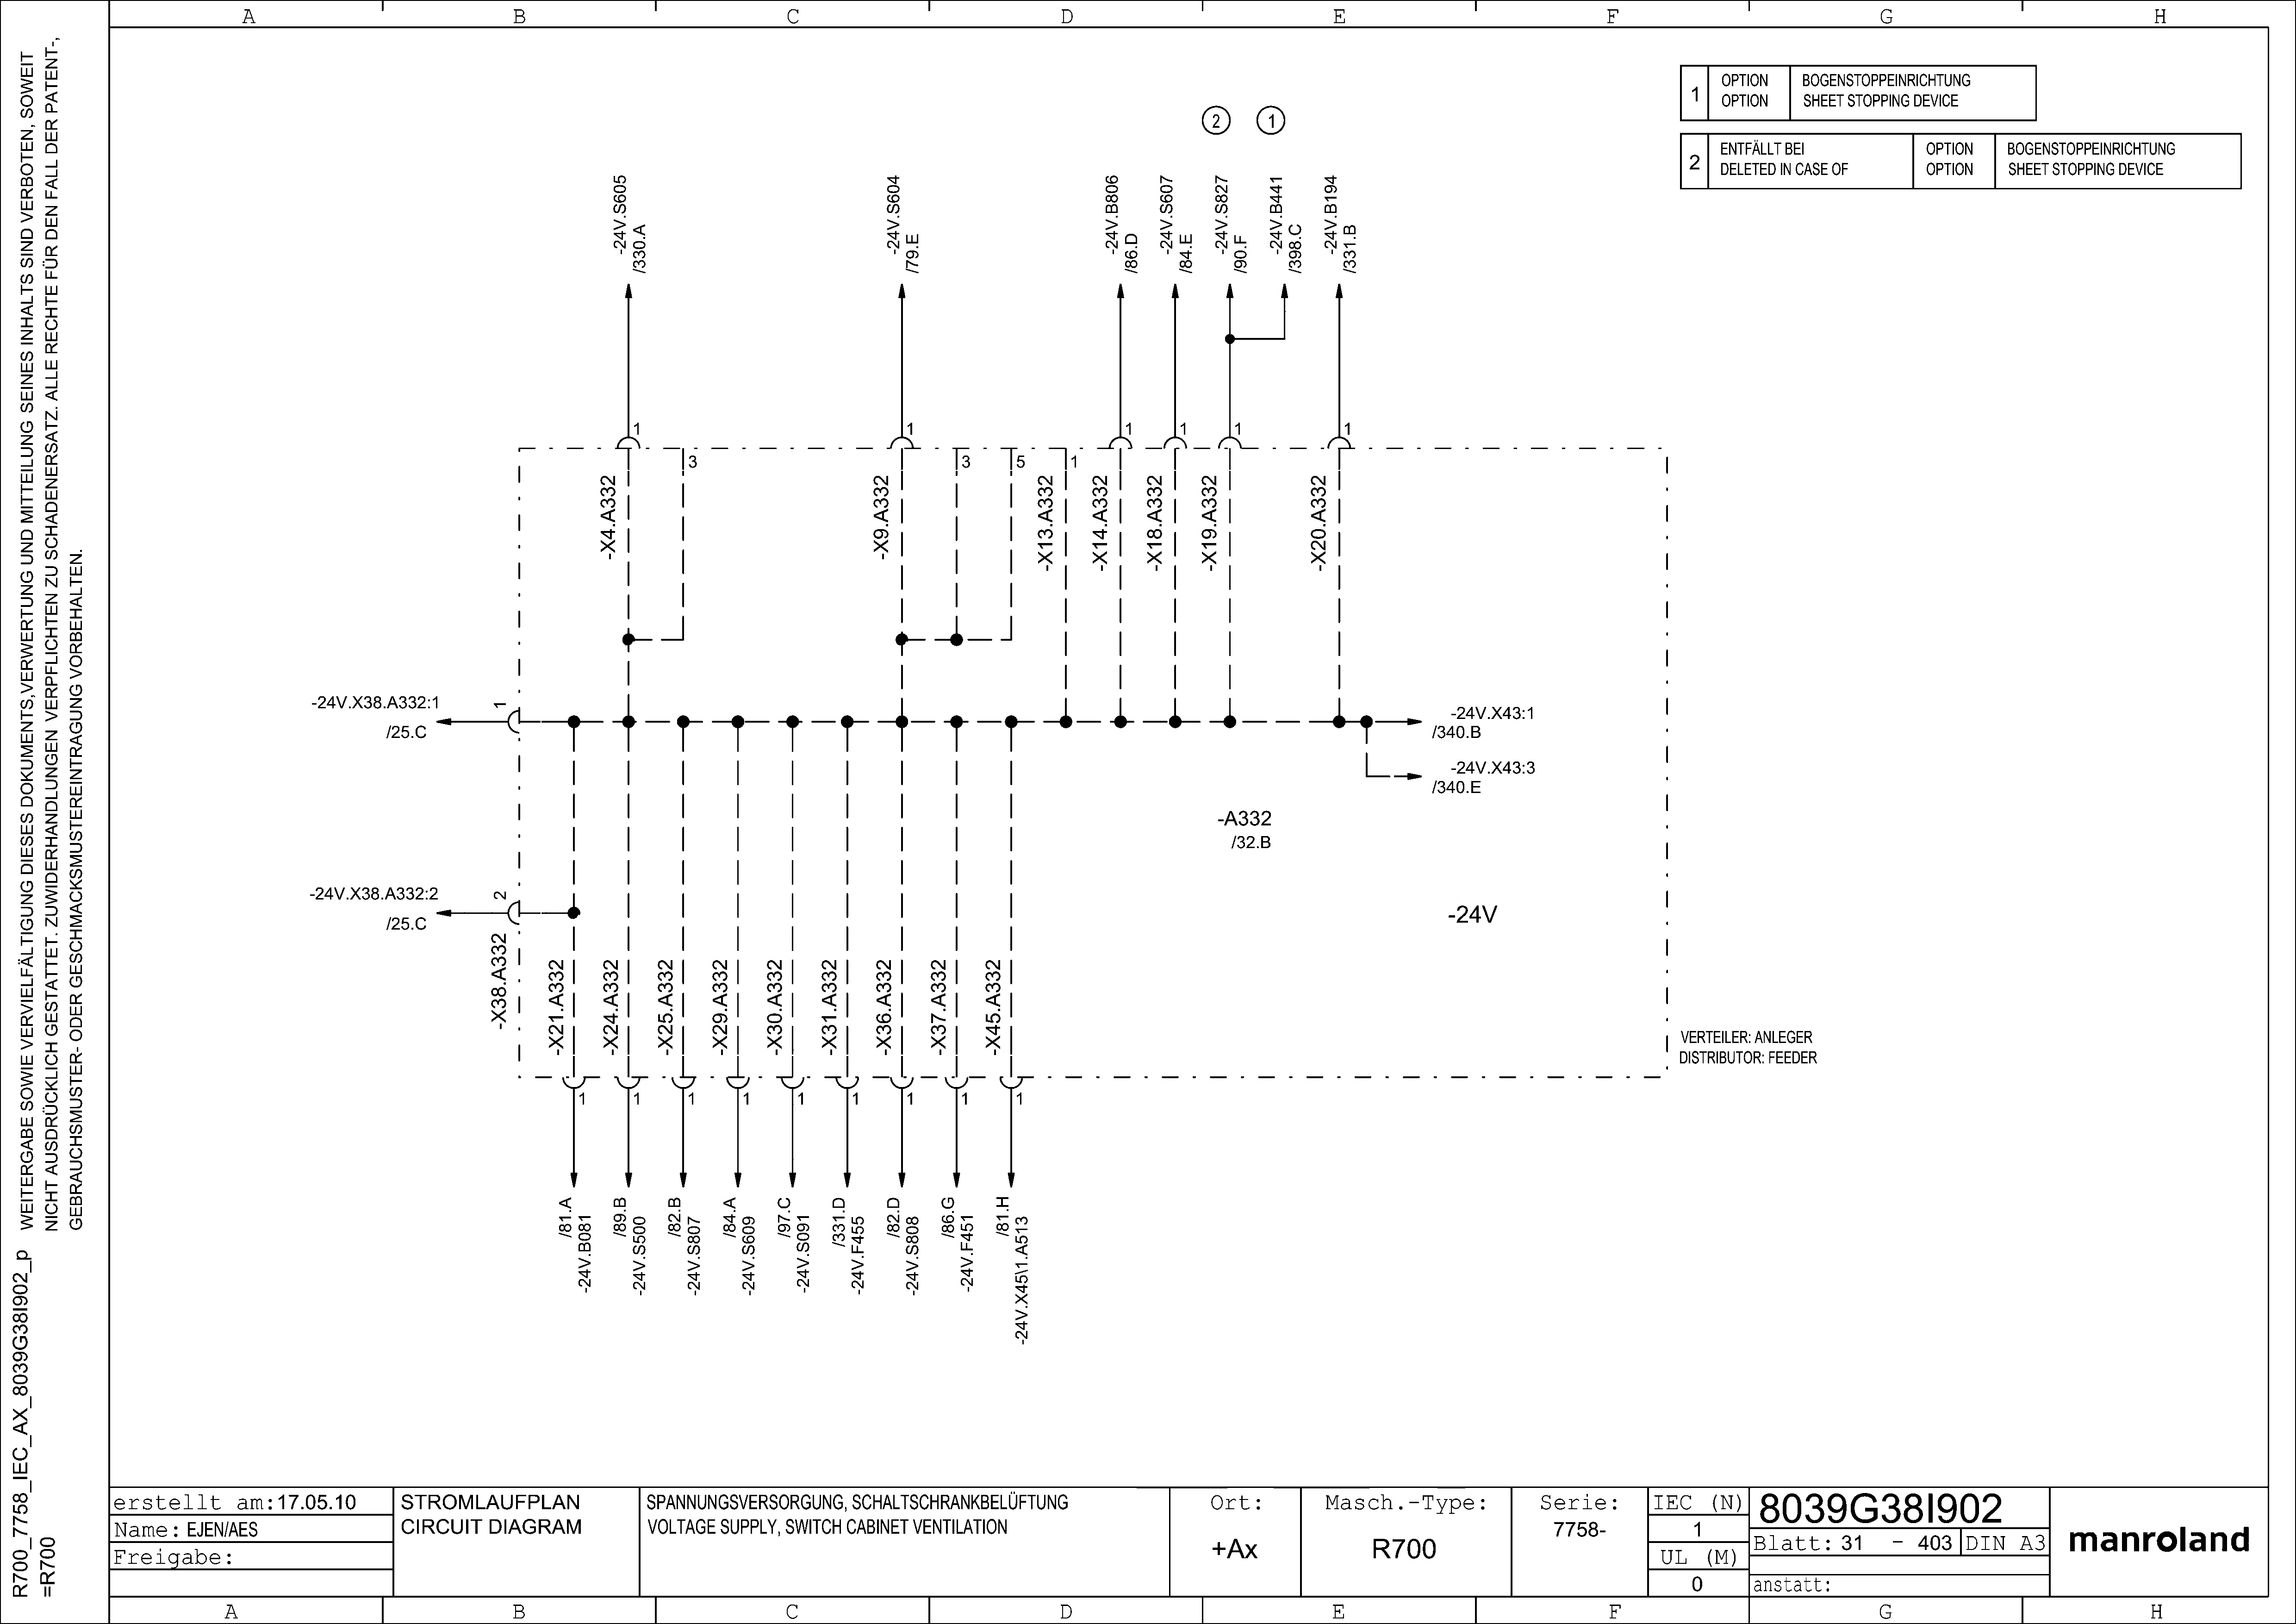 A B C D E F G H
WEITERGABE SOWIE VERVIELFÄLTIGUNG DIESES DOKUMENTS,VERWERTUNG UND MITTEILUNG SEINES INHALTS SIND VERBOTEN, SOWEIT
NICHT AUSDRÜCKLICH GESTATTET. ZUWIDERHANDLUNGEN VERPFLICHTEN ZU SCHADENERSATZ. ALLE RECHTE FÜR DEN FALL DER PATENT-,
GEBRAUCHSMUSTER- ODER GESCHMACKSMUSTEREINTRAGUNG VORBEHALTEN.
R700_7758_IEC_AX_8039G38I902_p
=R700
1 OPTION BOGENSTOPPEINRICHTUNG
OPTION SHEET STOPPING DEVICE
2 ENTFÄLLT BEI OPTION BOGENSTOPPEINRICHTUNG
DELETED IN CASE OF OPTION SHEET STOPPING DEVICE
2 1
-24V.S605
/330.A
-24V.S604
/79.E
-24V.B806
/86.D
-24V.S607
/84.E
-24V.S827
/90.F
-24V.B441
/398.C
-24V.B194
/331.B
1 1 1 1 1 1
3 3 5 1
-X4.A332
-X9.A332
-X13.A332
-X14.A332
-X18.A332
-X19.A332
-X20.A332
-24V.X38.A332:1
/25.C
1
-24V.X43:1
/340.B
-24V.X43:3
/340.E
-A332
/32.B
-24V.X38.A332:2
/25.C
2
-24V
-X38.A332
-X21.A332
-X24.A332
-X25.A332
-X29.A332
-X30.A332
-X31.A332
-X36.A332
-X37.A332
-X45.A332
VERTEILER: ANLEGER
DISTRIBUTOR: FEEDER
1 1 1 1 1 1 1 1 1
/81.A
-24V.B081
/89.B
-24V.S500
/82.B
-24V.S807
/84.A
-24V.S609
/97.C
-24V.S091
/331.D
-24V.F455
/82.D
-24V.S808
/86.G
-24V.F451
/81.H
-24V.X45\1.A513
erstellt am:17.05.10
Name: EJEN/AES
Freigabe:
STROMLAUFPLAN
CIRCUIT DIAGRAM
SPANNUNGSVERSORGUNG, SCHALTSCHRANKBELÜFTUNG
VOLTAGE SUPPLY, SWITCH CABINET VENTILATION
Ort:
+Ax
Masch.-Type:
R700
Serie:
7758-
IEC (N)
1
UL (M)
0
8039G38I902
Blatt: 31 - 403 DIN A3
anstatt:
manroland
A B C D E F G H